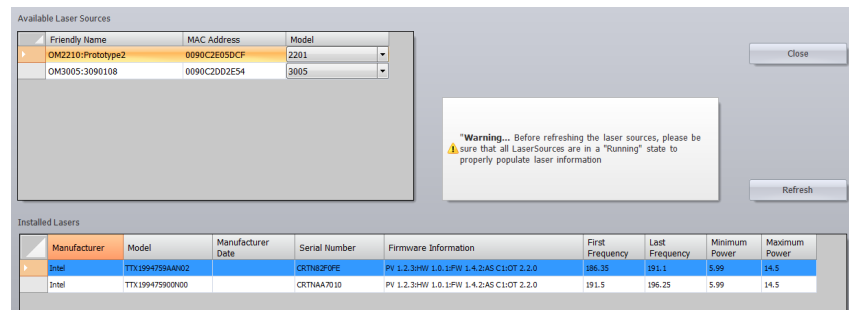 Available Laser Sources
Friendly Name MAC Address Model
OM2210:Prototype2 0090C2E05DCF 2201
OM3005:3090108 0090C2DD2E54 3005
Close
"Warning... Before refreshing the laser sources, please be
sure that all LaserSources are in a "Running" state to
properly populate laser information
Refresh
Installed Lasers
Manufacturer Model Manufacturer Date Serial Number Firmware Information First Frequency Last Frequency Minimum Power Maximum Power
Intel TTX1994759AAN02 CRTN82F0FE PV 1.2.3:HW 1.0.1:FW 1.4.2:AS C1:OT 2.2.0 186.35 191.1 5.99 14.5
Intel TTX199475900N00 CRTNAA7010 PV 1.2.3:HW 1.0.1:FW 1.4.2:AS C1:OT 2.2.0 191.5 196.25 5.99 14.5